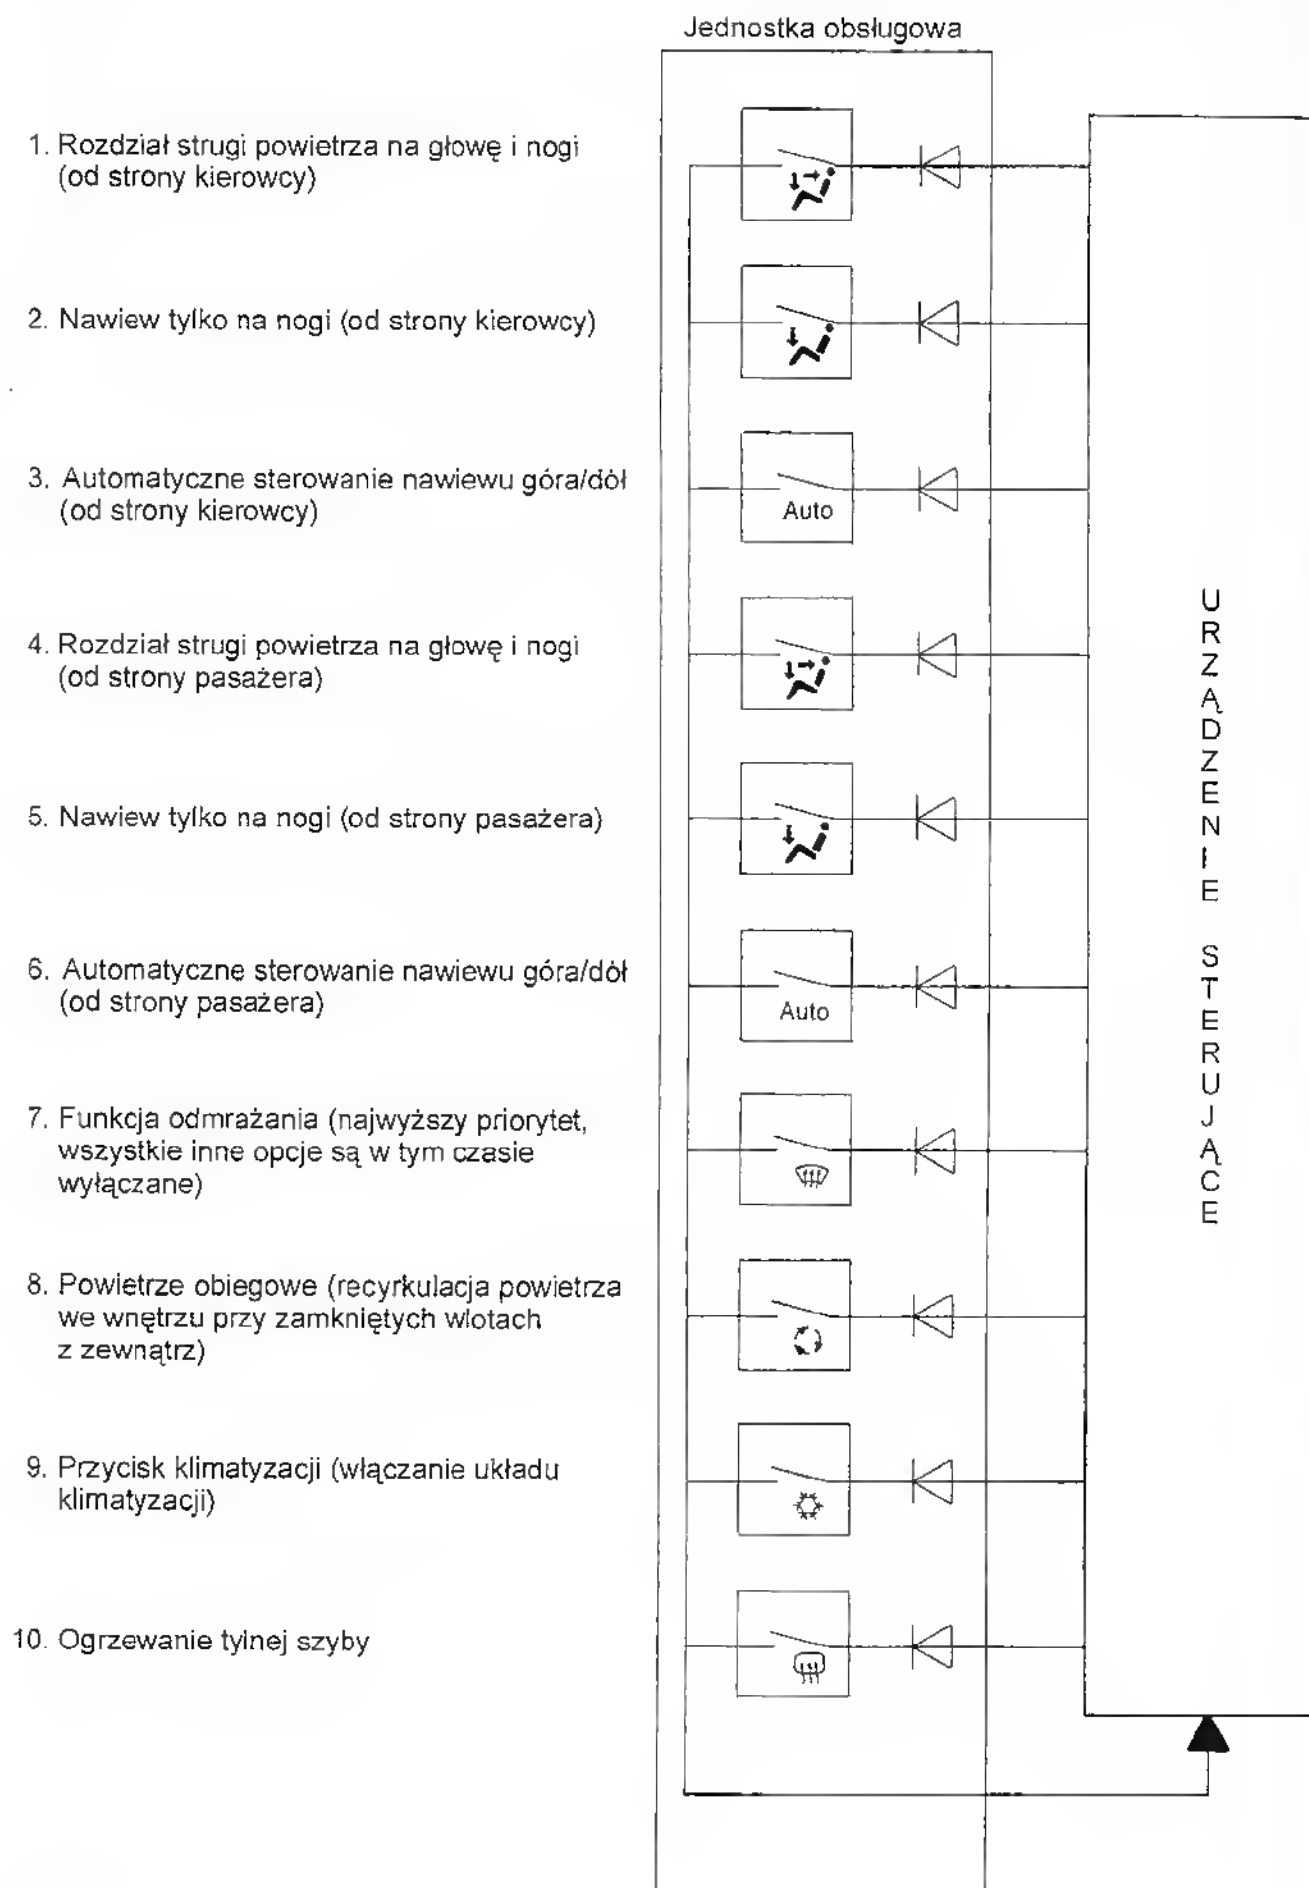 Jednostka obsługowa
1. Rozdział strugi powietrza na głowę i nogi
(od strony kierowcy)
2. Nawiew tylko na nogi (od strony kierowcy)
3. Automatyczne sterowanie nawiewu góra/dół
(od strony kierowcy)
Auto
4. Rozdział strugi powietrza na głowę i nogi
(od strony pasażera)
5. Nawiew tylko na nogi (od strony pasażera)
6. Automatyczne sterowanie nawiewu góra/dół
(od strony pasażera)
Auto
7. Funkcja odmrażania (najwyższy priorytet,
wszystkie inne opcje są w tym czasie
wyłączane)
8. Powietrze obiegowe (recyrkulacja powietrza
we wnętrzu przy zamkniętych wlotach
z zewnątrz)
9. Przycisk klimatyzacji (włączanie układu
klimatyzacji)
10. Ogrzewanie tylnej szyby
URZĄDZENIE STERUJĄCE